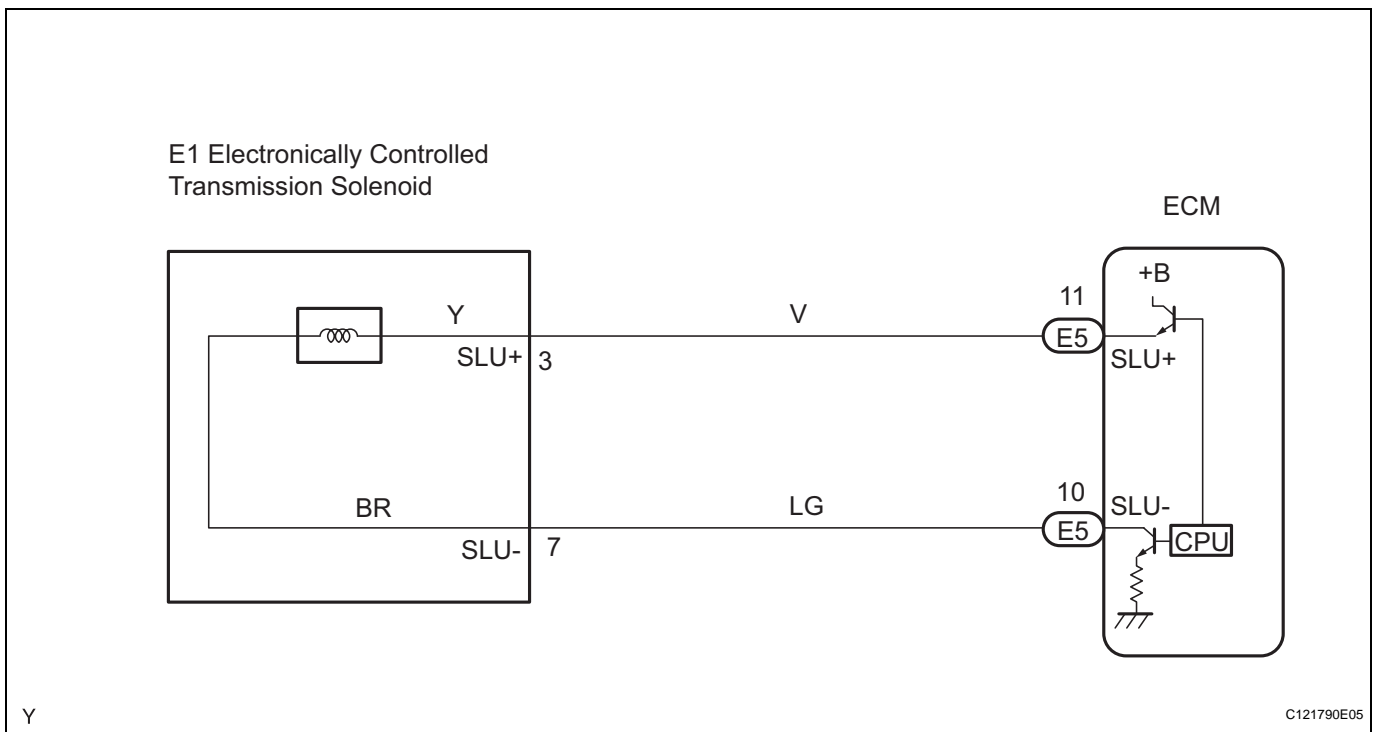 E1 Electronically Controlled
Transmission Solenoid
ECM
+B
Y
V
11
E5
SLU+
3
SLU+
BR
LG
10
E5
SLU-
SLU-
7
CPU
Y
C121790E05